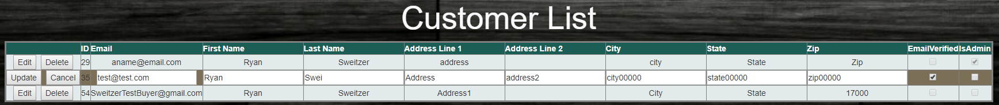 Customer List
ID Email First Name Last Name Address Line 1 Address Line 2 City State Zip EmailVerified IsAdmin
Edit Delete 29 aname@email.com Ryan Sweitzer address city State Zip
Update Cancel 35 test@test.com Ryan Swei Address address2 city00000 state00000 zip00000
Edit Delete 54 SweitzerTestBuyer@gmail.com Ryan Sweitzer Address1 City State 17000